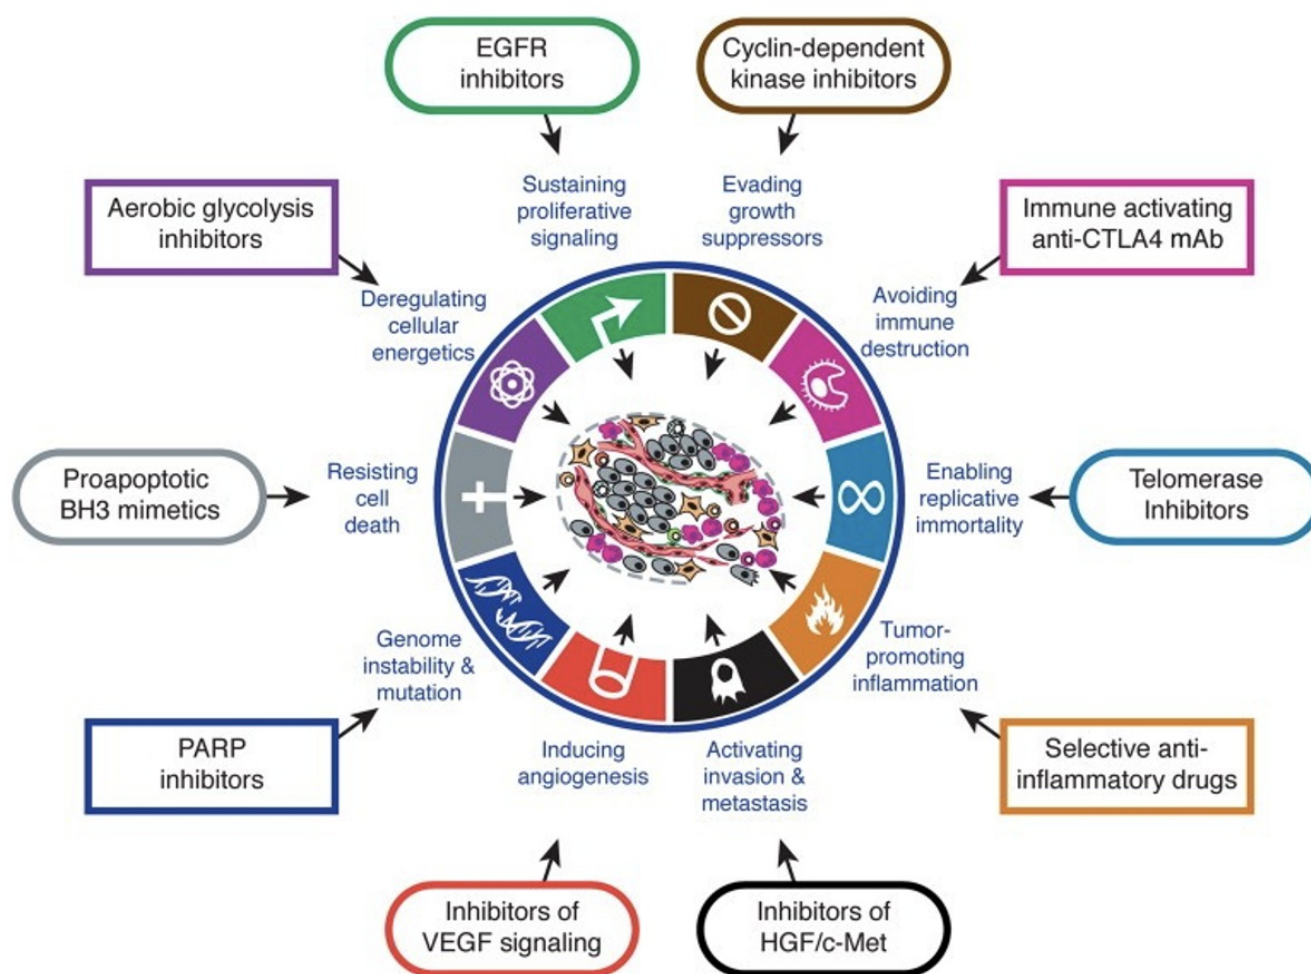 EGFR
inhibitors
Cyclin-dependent
kinase inhibitors
Sustaining
proliferative
signaling
Evading
growth
suppressors
Aerobic glycolysis
inhibitors
Immune activating
anti-CTLA4 mAb
Deregulating
cellular
energetics
Avoiding
immune
destruction
Proapoptotic
BH3 mimetics
Resisting
cell
death
Enabling
replicative
immortality
Telomerase
Inhibitors
Genome
instability &
mutation
Tumor-
promoting
inflammation
PARP
inhibitors
Inducing
angiogenesis
Activating
invasion &
metastasis
Selective anti-
inflammatory drugs
Inhibitors of
VEGF signaling
Inhibitors of
HGF/c-Met